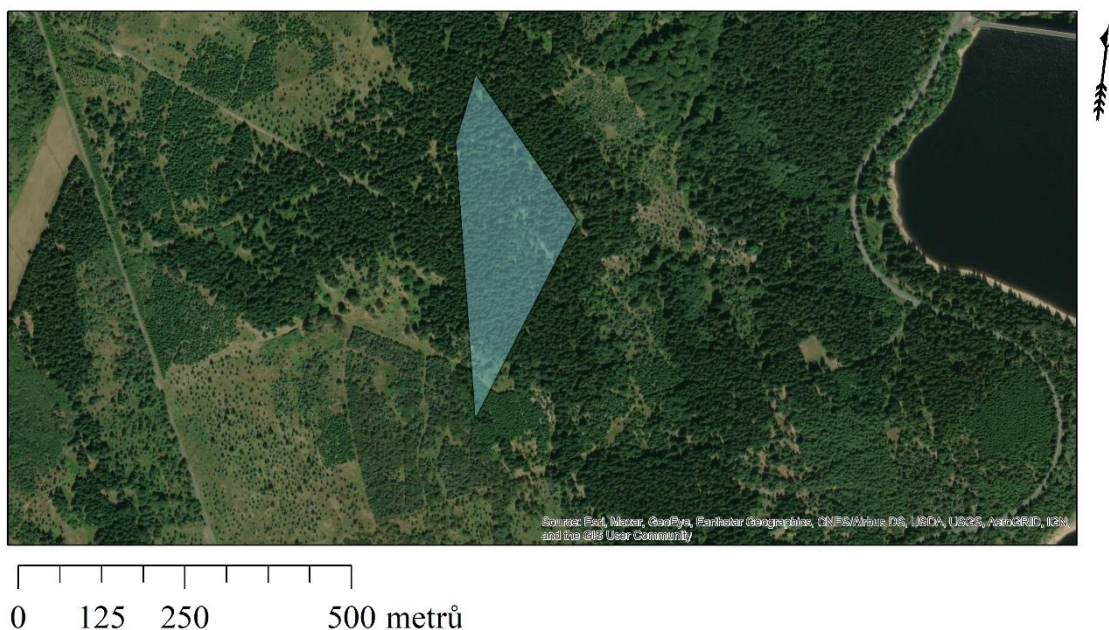 Source: Esri, Maxar, GeoEye, Earthstar Geographics, CNES/Airbus DS, USDA, USGS, AeroGRID, IGN,
and the GIS User Community
0 125 250 500 metrů